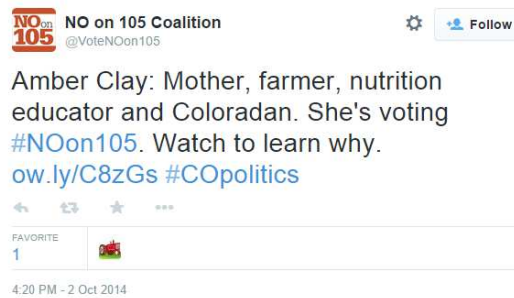 NO on 105
NO on 105 Coalition
@VoteNOon105
Follow
Amber Clay: Mother, farmer, nutrition
educator and Coloradan. She's voting
#NOon105. Watch to learn why.
ow.ly/C8zGs #COpolitics
FAVORITE
1
4:20 PM - 2 Oct 2014